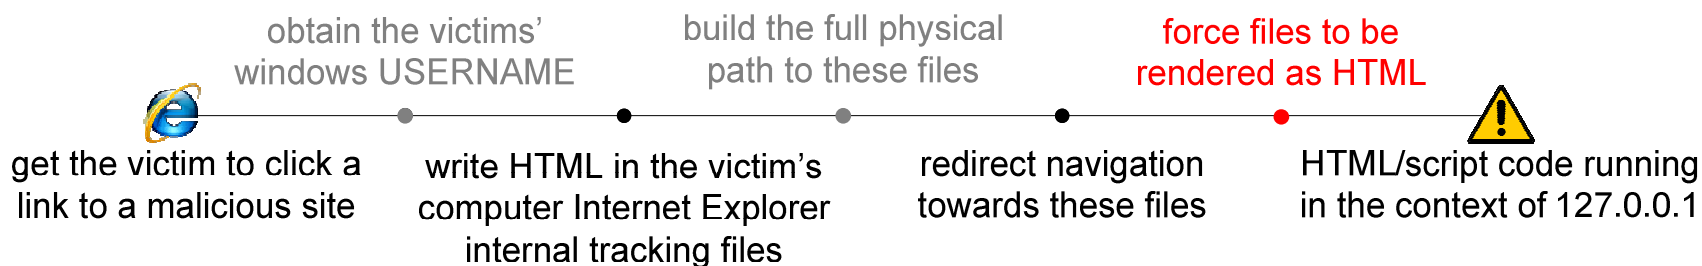 get the victim to click a
link to a malicious site
obtain the victims’
windows USERNAME
write HTML in the victim’s
computer Internet Explorer
internal tracking files
build the full physical
path to these files
redirect navigation
towards these files
force files to be
rendered as HTML
HTML/script code running
in the context of 127.0.0.1